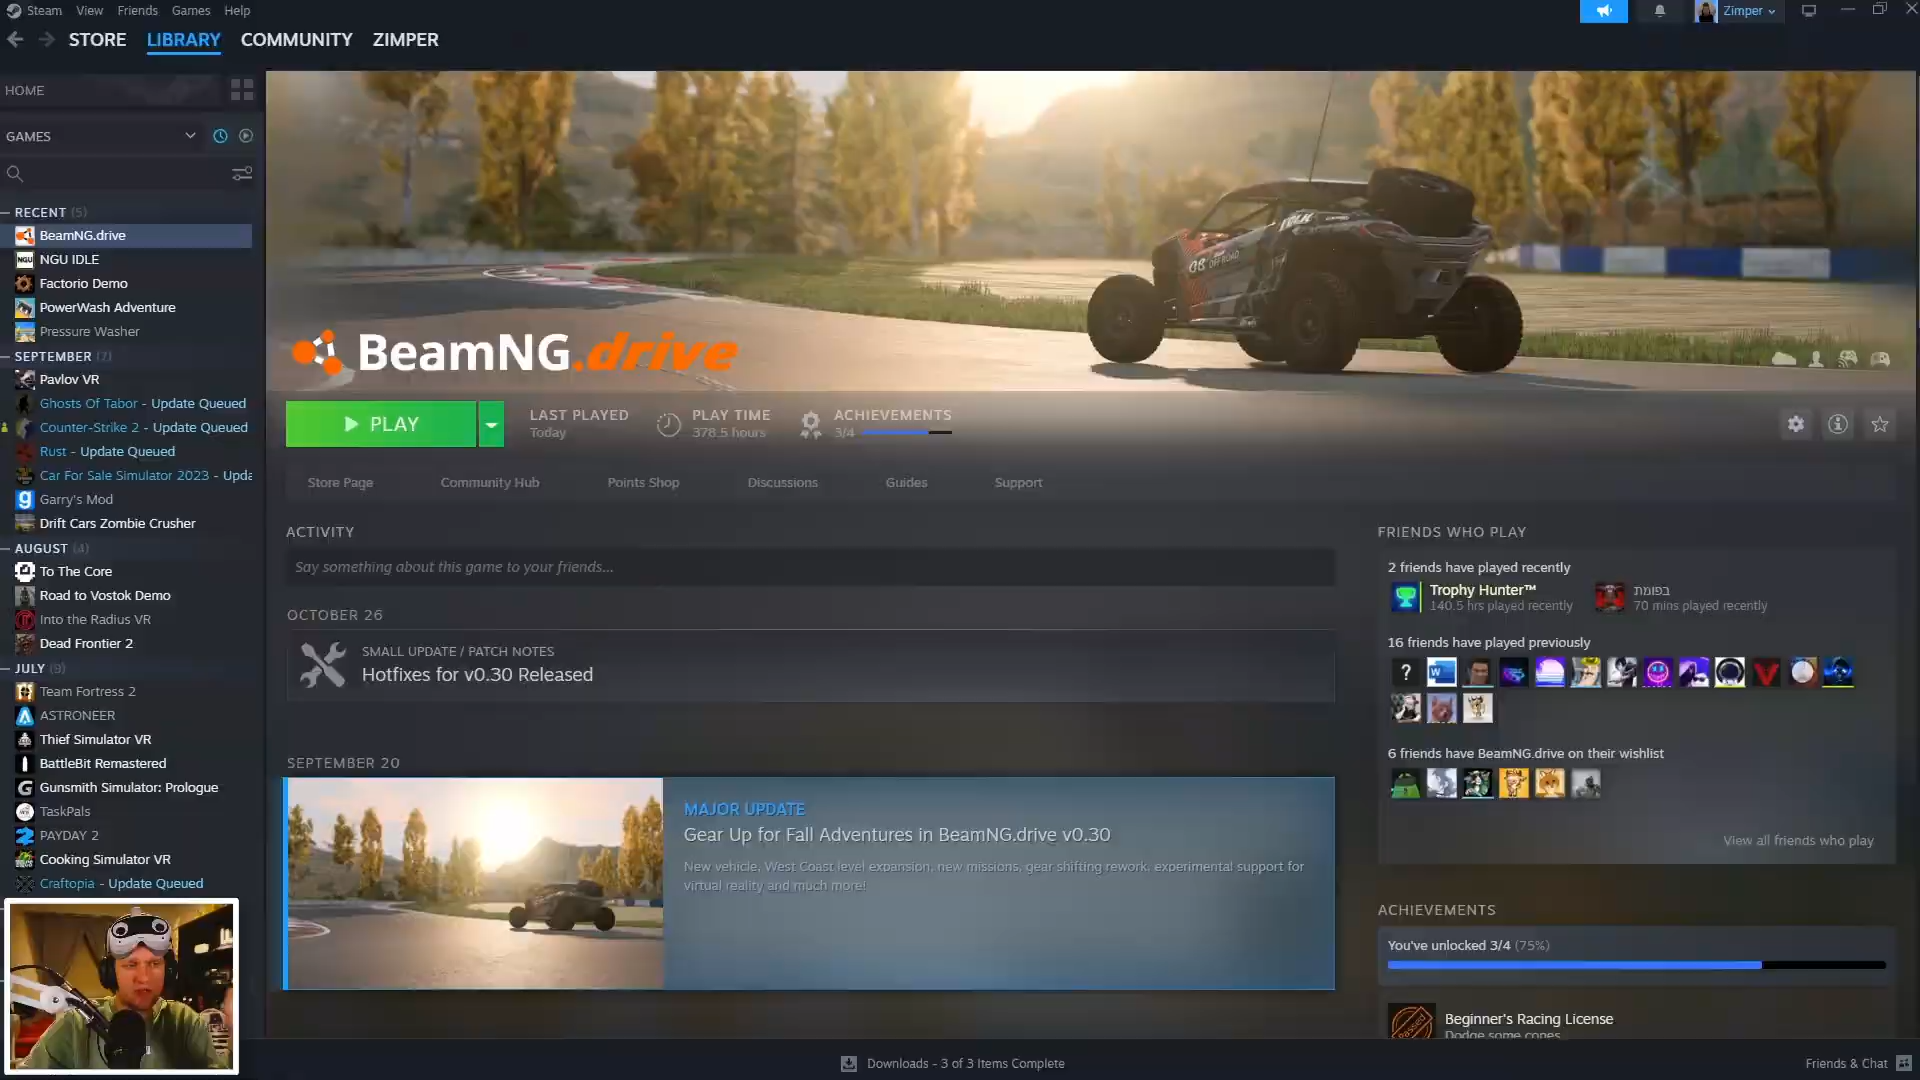 Steam View Friends Games Help
Zimper
STORE LIBRARY COMMUNITY ZIMPER
HOME
GAMES
RECENT (5)
BeamNG.drive
NGU IDLE
Factorio Demo
PowerWash Adventure
Pressure Washer
SEPTEMBER (7)
Pavlov VR
Ghosts Of Tabor - Update Queued
Counter-Strike 2 - Update Queued
Rust - Update Queued
Car For Sale Simulator 2023 - Upda
Garry's Mod
Drift Cars Zombie Crusher
AUGUST (4)
To The Core
Road to Vostok Demo
Into the Radius VR
Dead Frontier 2
JULY (9)
Team Fortress 2
ASTRONEER
Thief Simulator VR
BattleBit Remastered
Gunsmith Simulator: Prologue
TaskPals
PAYDAY 2
Cooking Simulator VR
Craftopia - Update Queued
BeamNG.drive
PLAY
LAST PLAYED
Today
PLAY TIME
378.5 hours
ACHIEVEMENTS
3/4
Store Page Community Hub Points Shop Discussions Guides Support
ACTIVITY
Say something about this game to your friends...
OCTOBER 26
SMALL UPDATE / PATCH NOTES
Hotfixes for v0.30 Released
SEPTEMBER 20
MAJOR UPDATE
Gear Up for Fall Adventures in BeamNG.drive v0.30
New vehicle, West Coast level expansion, new missions, gear shifting rework, experimental support for
virtual reality and much more!
FRIENDS WHO PLAY
2 friends have played recently
Trophy Hunter™
140.5 hrs played recently
בפומת
70 mins played recently
16 friends have played previously
6 friends have BeamNG.drive on their wishlist
View all friends who play
ACHIEVEMENTS
You've unlocked 3/4 (75%)
Beginner's Racing License
Dodge some cones
Downloads - 3 of 3 Items Complete
Friends & Chat